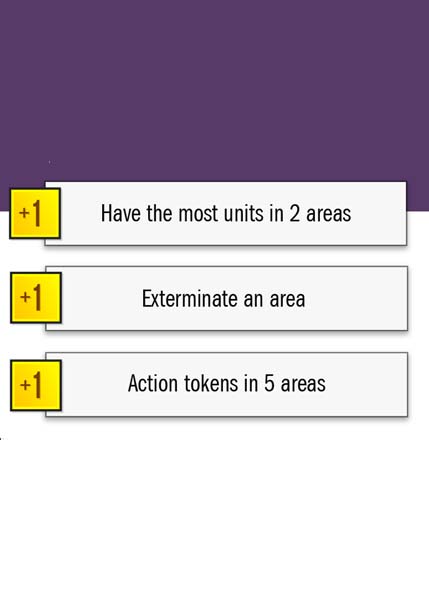 +1 Have the most units in 2 areas
+1 Exterminate an area
+1 Action tokens in 5 areas